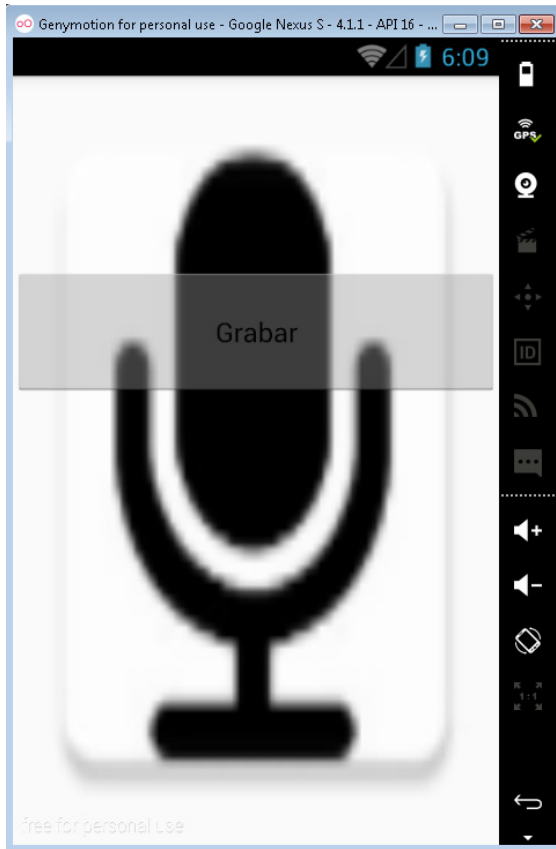 Genymotion for personal use - Google Nexus S - 4.1.1 - API 16 - ...
6:09
GPS
Grabar
ID
1:1
free for personal use